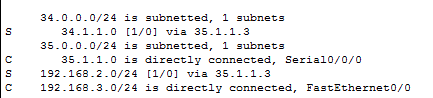 34.0.0.0/24 is subnetted, 1 subnets
S 34.1.1.0 [1/0] via 35.1.1.3
35.0.0.0/24 is subnetted, 1 subnets
C 35.1.1.0 is directly connected, Serial0/0/0
S 192.168.2.0/24 [1/0] via 35.1.1.3
C 192.168.3.0/24 is directly connected, FastEthernet0/0